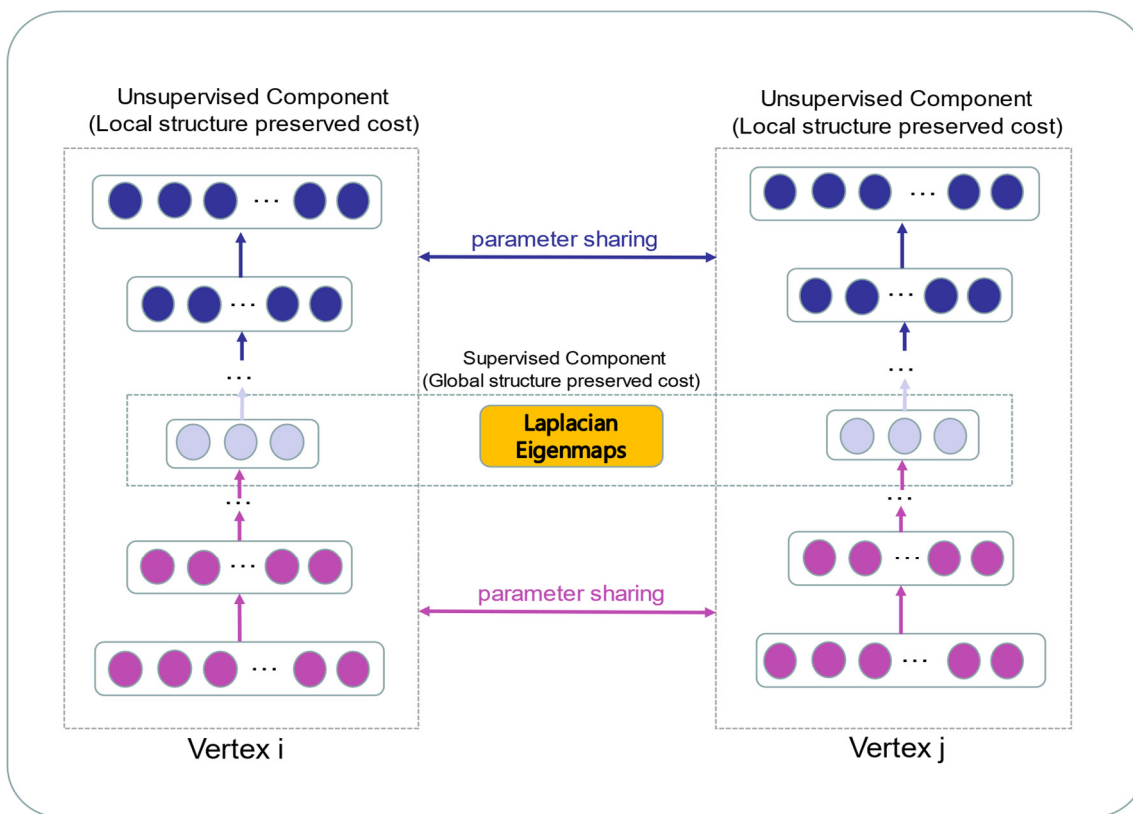 Unsupervised Component
(Local structure preserved cost)
Unsupervised Component
(Local structure preserved cost)
...
...
parameter sharing
...
...
Supervised Component
(Global structure preserved cost)
...
...
Laplacian
Eigenmaps
...
...
...
...
parameter sharing
...
...
Vertex i
Vertex j